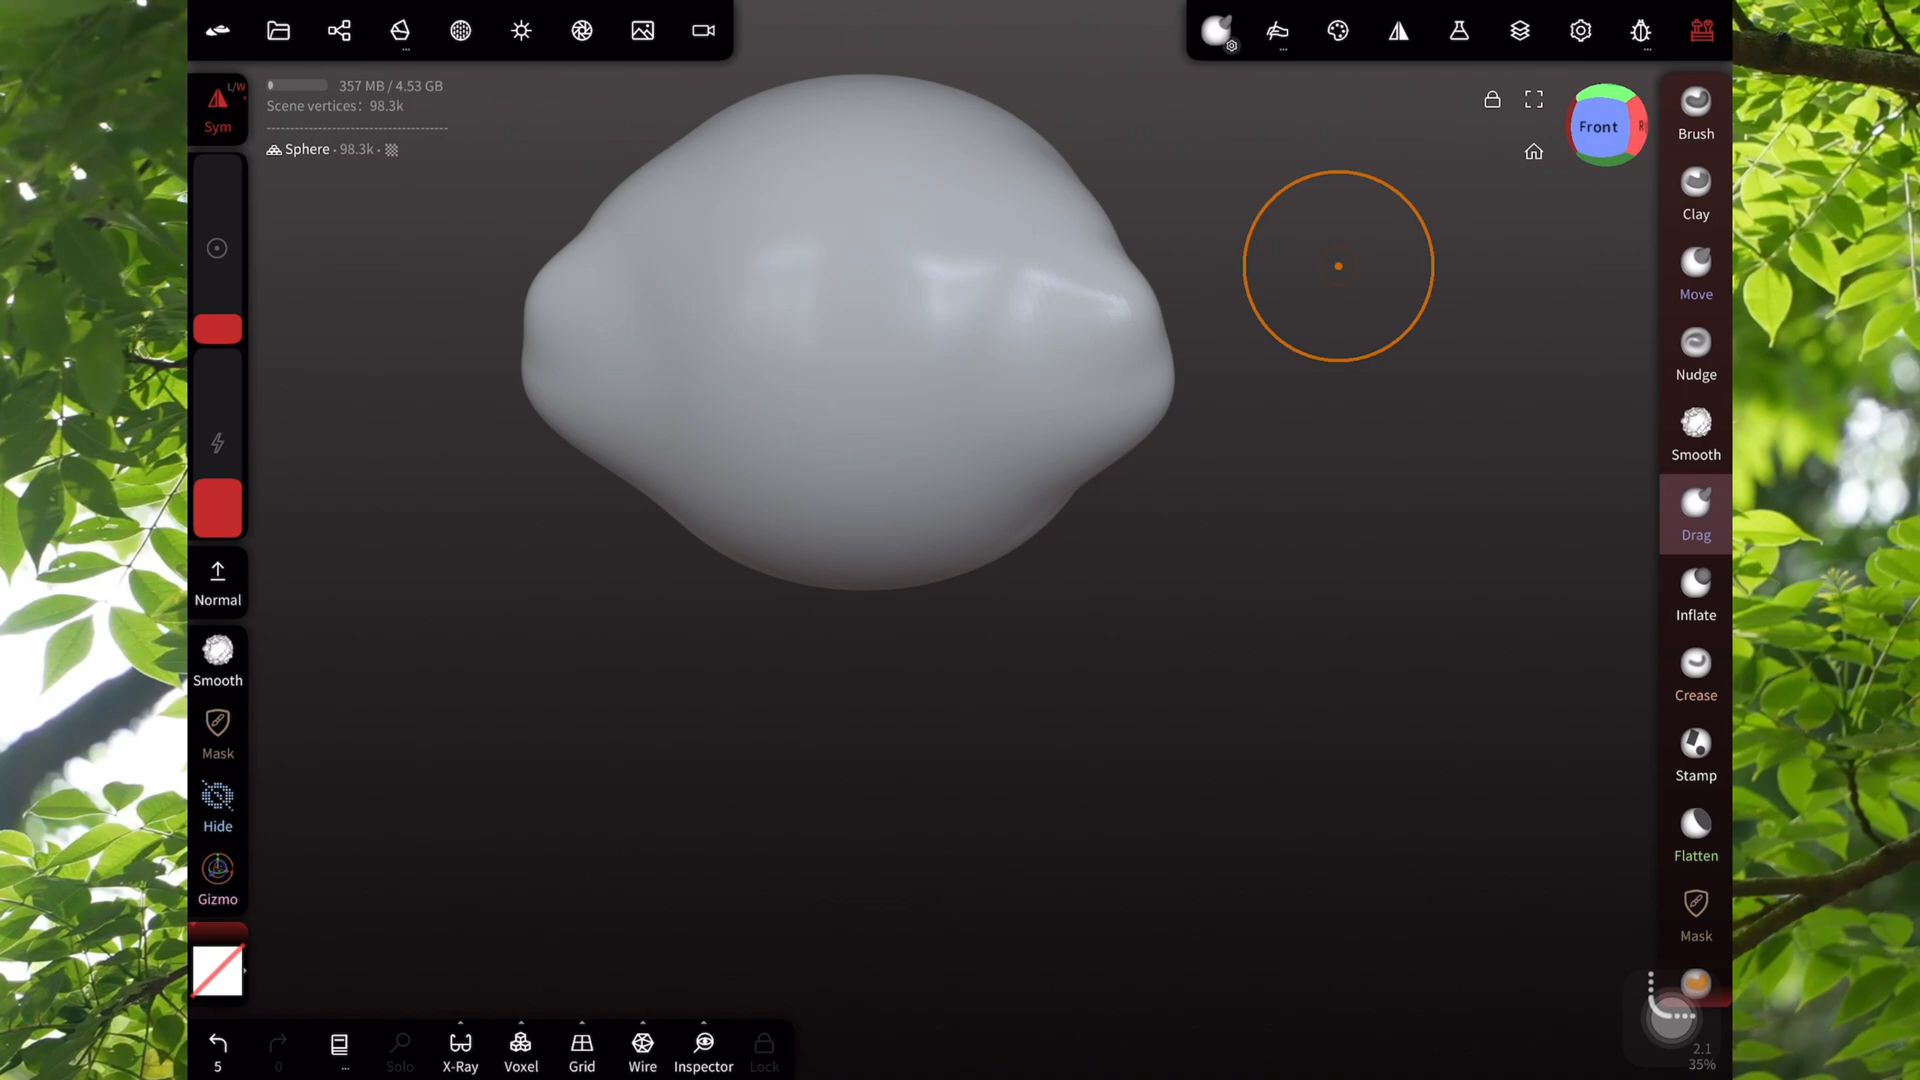 L/W
Sym
357 MB / 4.53 GB
Scene vertices: 98.3k
Sphere • 98.3k •
Front
Brush
Clay
Move
Nudge
Smooth
Drag
Inflate
Crease
Stamp
Flatten
Mask
Normal
Smooth
Mask
Hide
Gizmo
5
0
...
Solo
X-Ray
Voxel
Grid
Wire
Inspector
Lock
2.1
35%